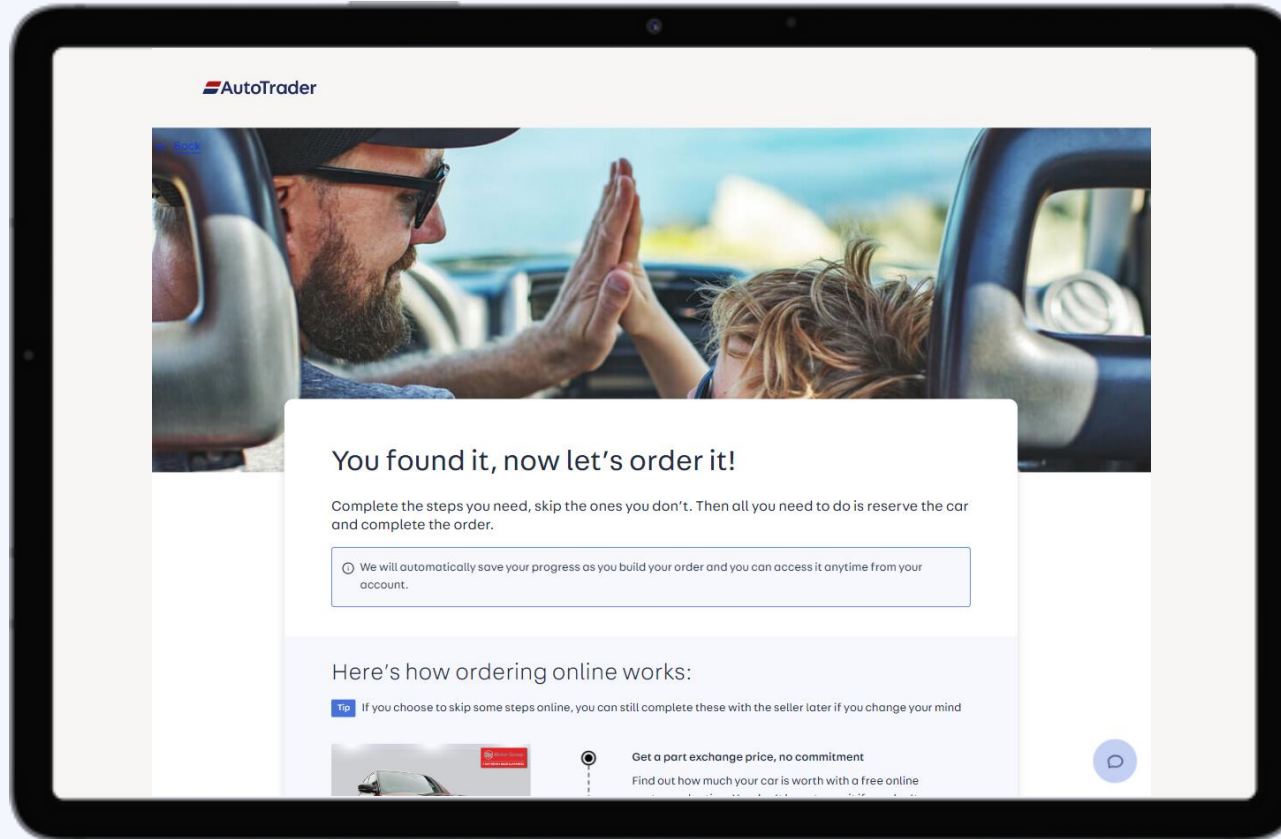 AutoTrader
Back
You found it, now let's order it!
Complete the steps you need, skip the ones you don't. Then all you need to do is reserve the car
and complete the order.
We will automatically save your progress as you build your order and you can access it anytime from your
account.
Here's how ordering online works:
Tip If you choose to skip some steps online, you can still complete these with the seller later if you change your mind
Motor Group
Get a part exchange price, no commitment
Find out how much your car is worth with a free online